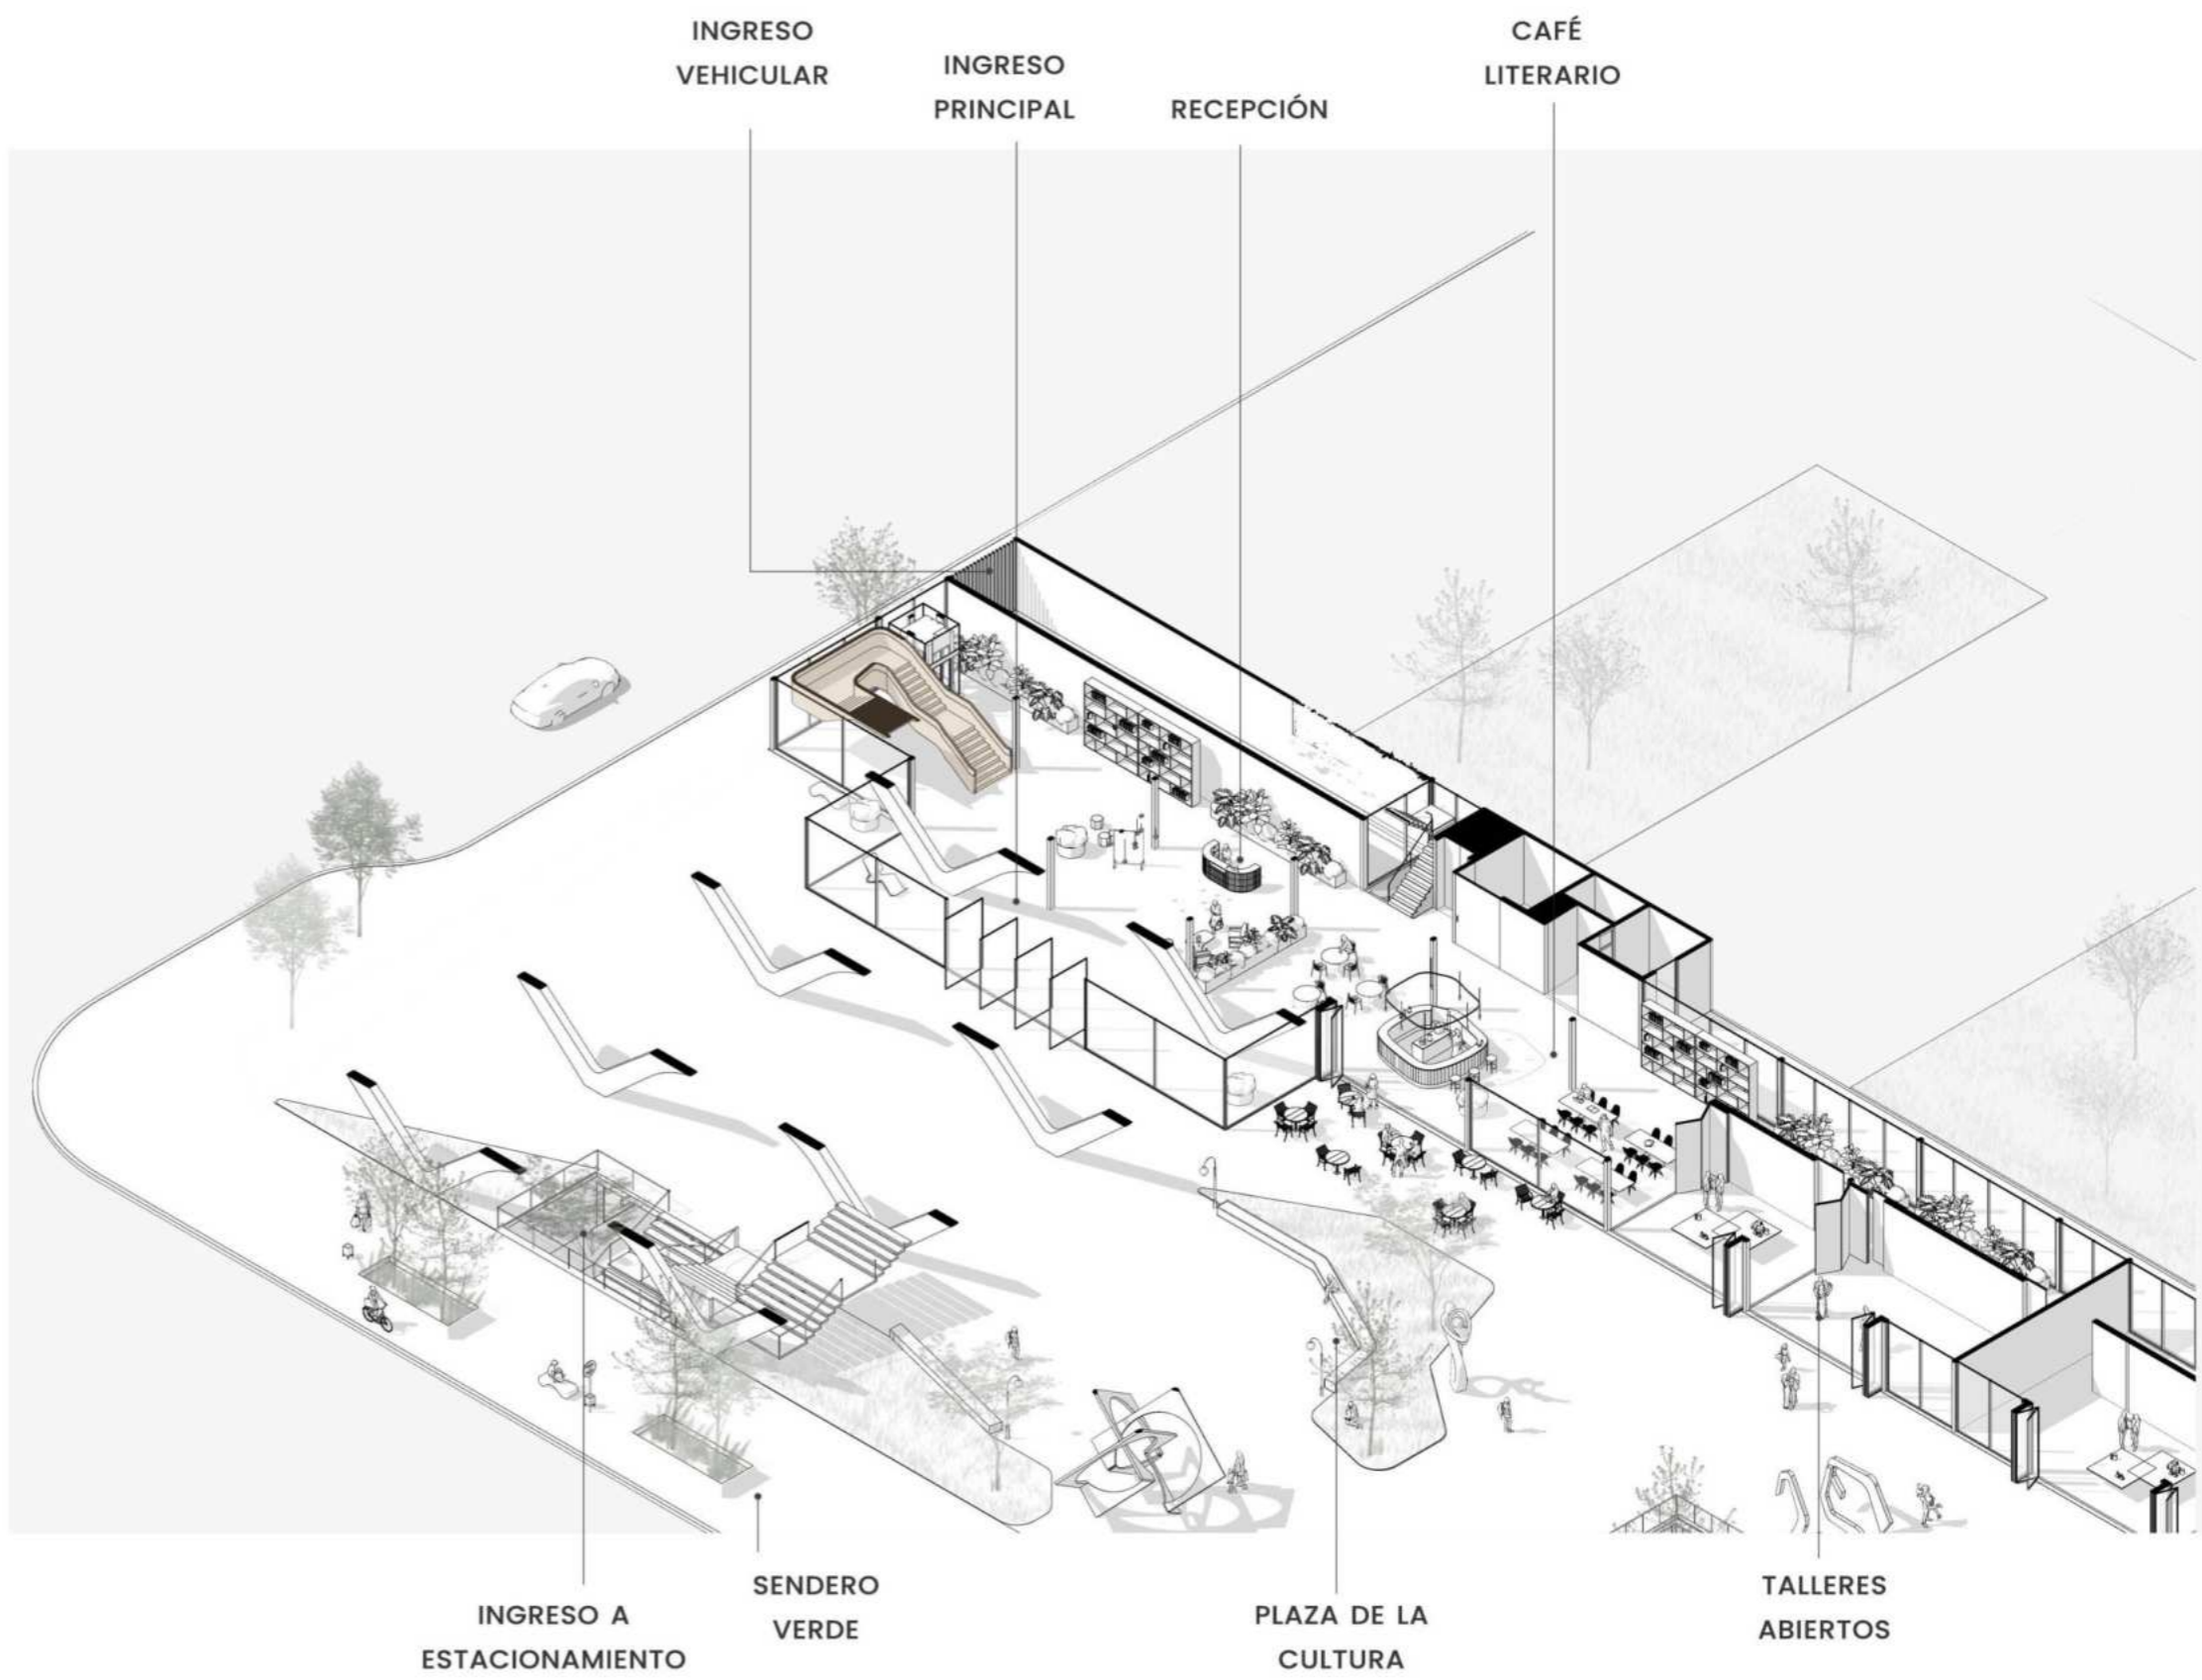 INGRESO
VEHICULAR
INGRESO
PRINCIPAL
RECEPCIÓN
CAFÉ
LITERARIO
INGRESO A
ESTACIONAMIENTO
SENDERO
VERDE
PLAZA DE LA
CULTURA
TALLERES
ABIERTOS